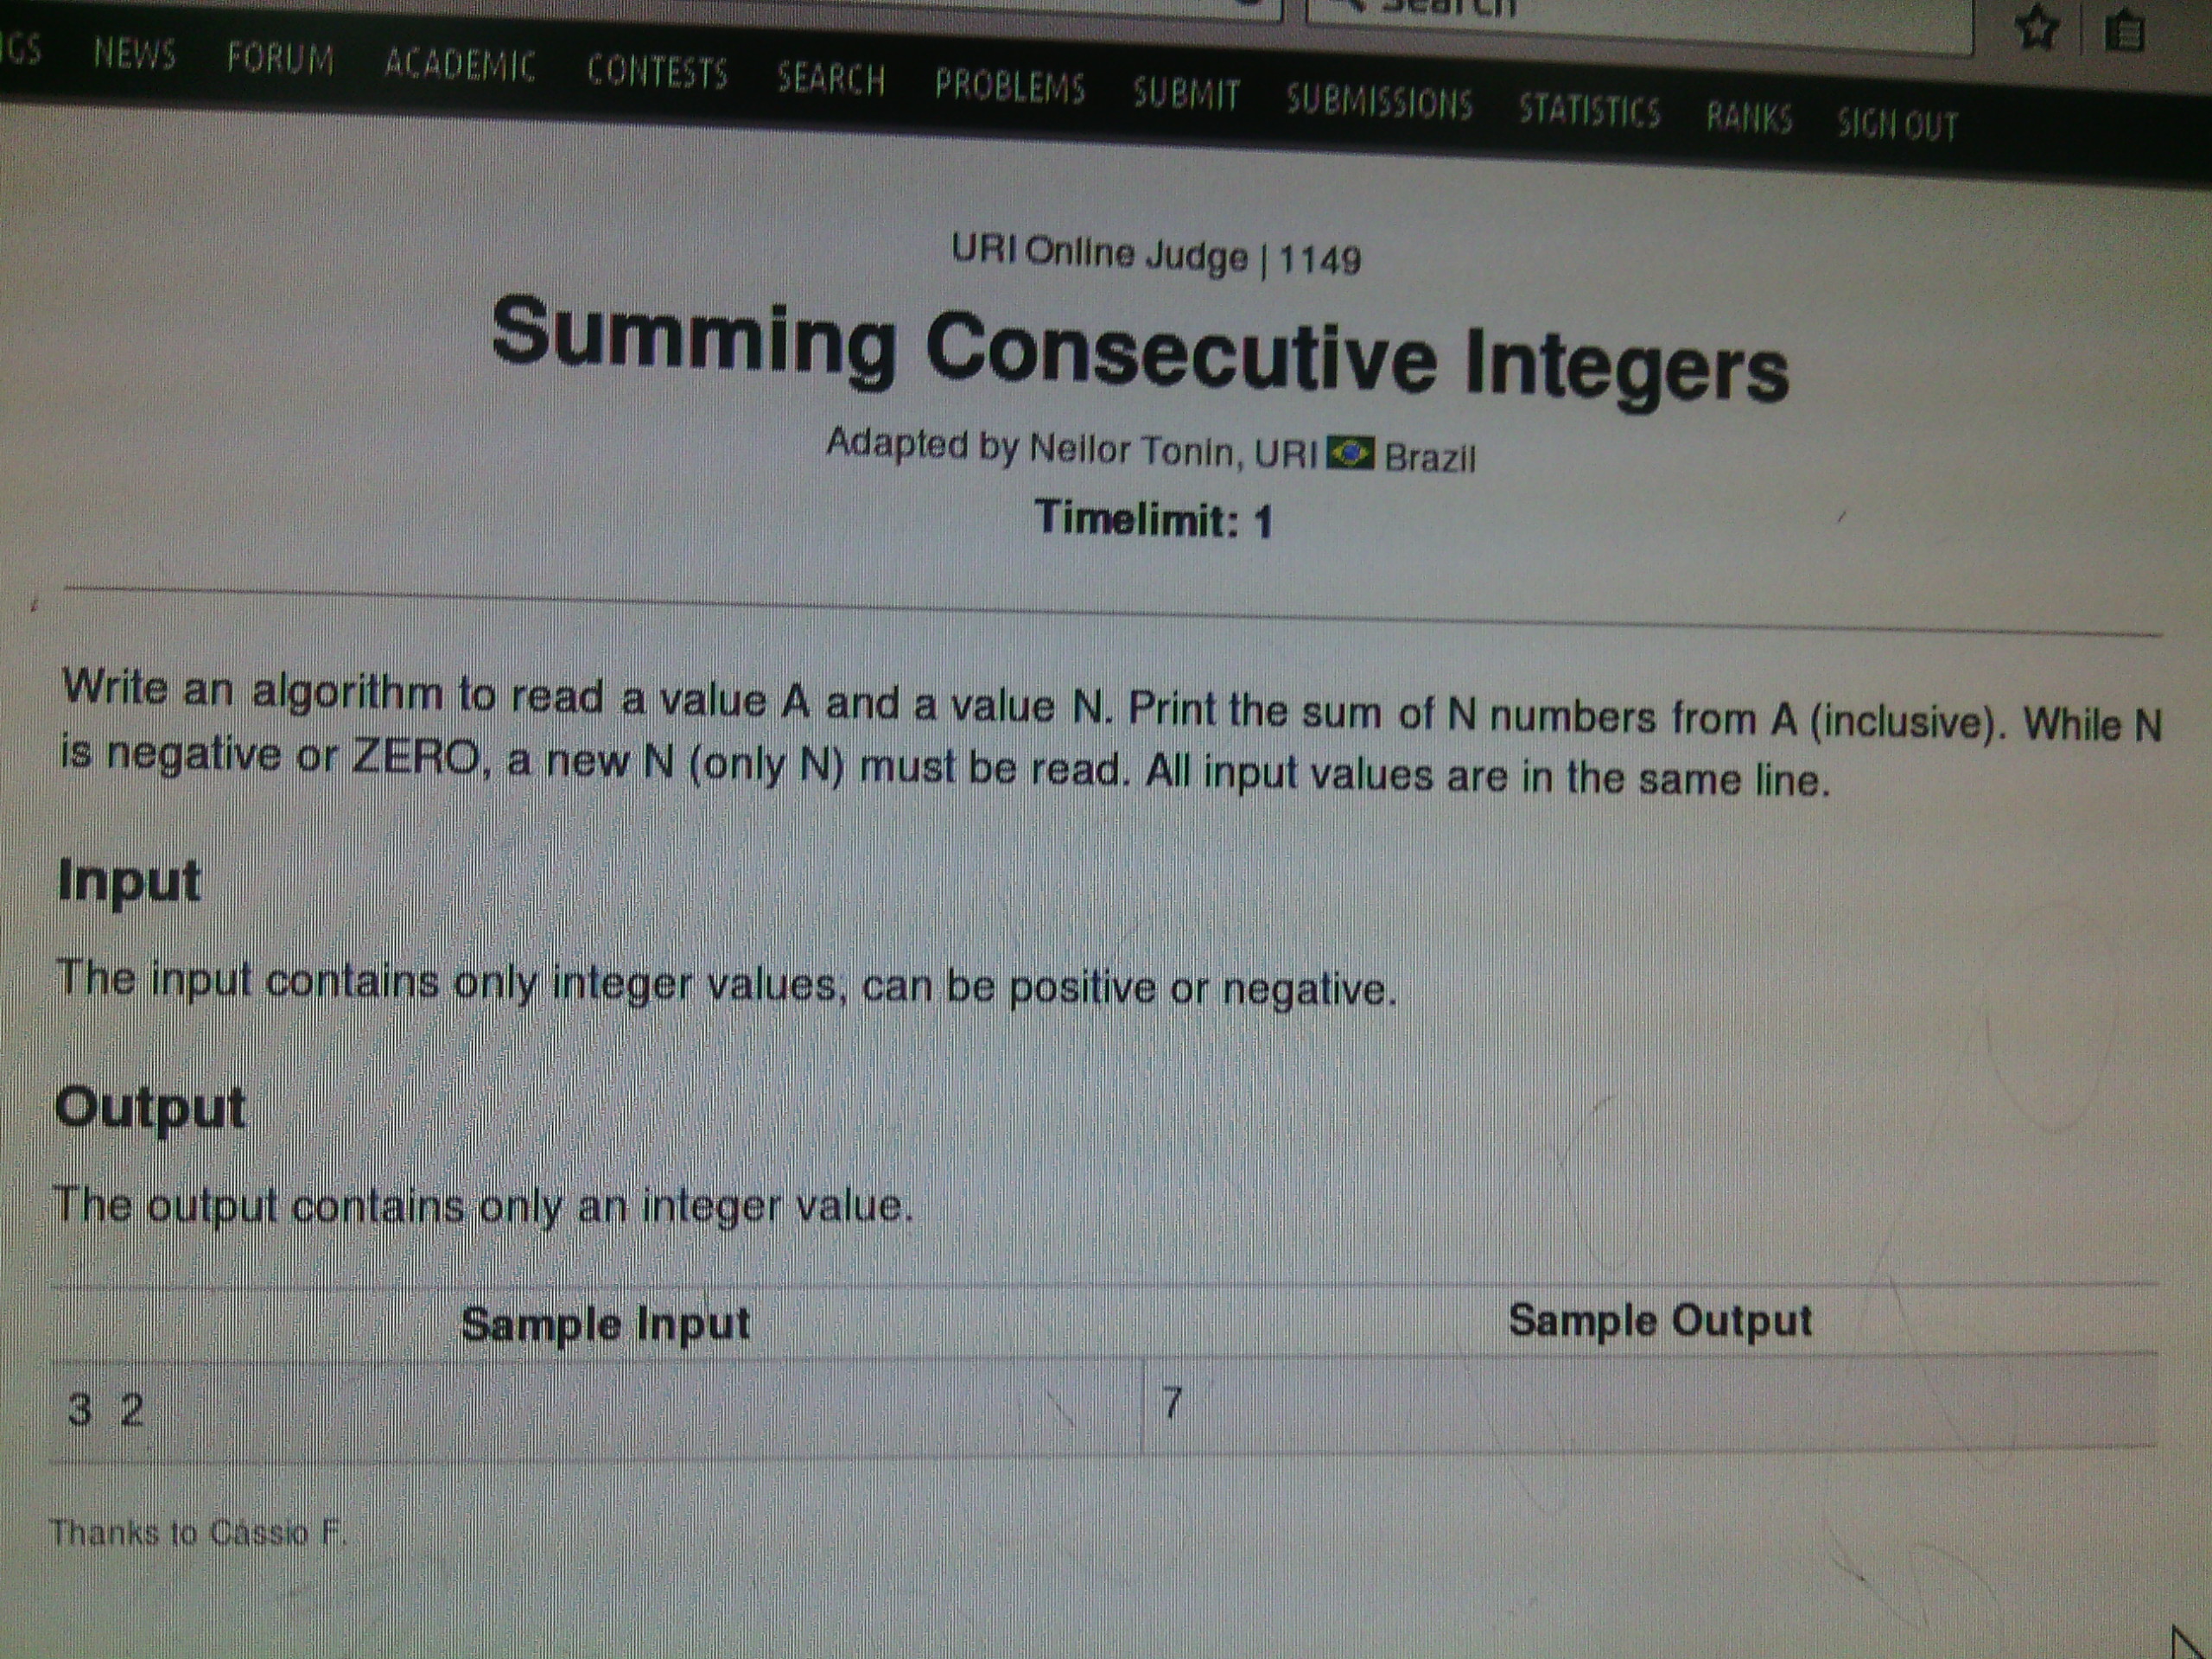 NEWS FORUM ACADEMIC CONTESTS SEARCH PROBLEMS SUBMIT SUBMISSIONS STATISTICS RANKS SIGN OUT
URI Online Judge | 1149
Summing Consecutive Integers
Adapted by Neilor Tonin, URI Brazil
Timelimit: 1
Write an algorithm to read a value A and a value N. Print the sum of N numbers from A (inclusive). While N
is negative or ZERO, a new N (only N) must be read. All input values are in the same line.
Input
The input contains only integer values, can be positive or negative.
Output
The output contains only an integer value.
Sample Input Sample Output
3 2 7
Thanks to Cássio F.